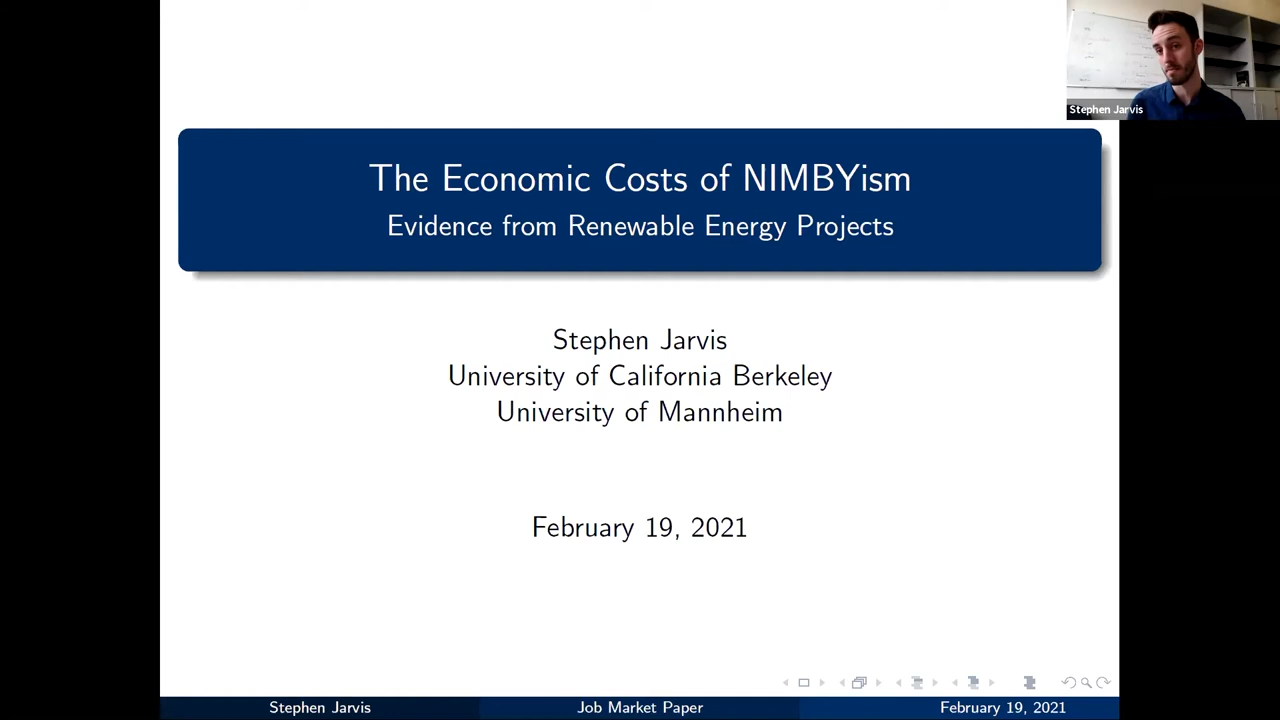 Stephen Jarvis
The Economic Costs of NIMBYism
Evidence from Renewable Energy Projects
Stephen Jarvis
University of California Berkeley
University of Mannheim
February 19, 2021
Stephen Jarvis
Job Market Paper
February 19, 2021